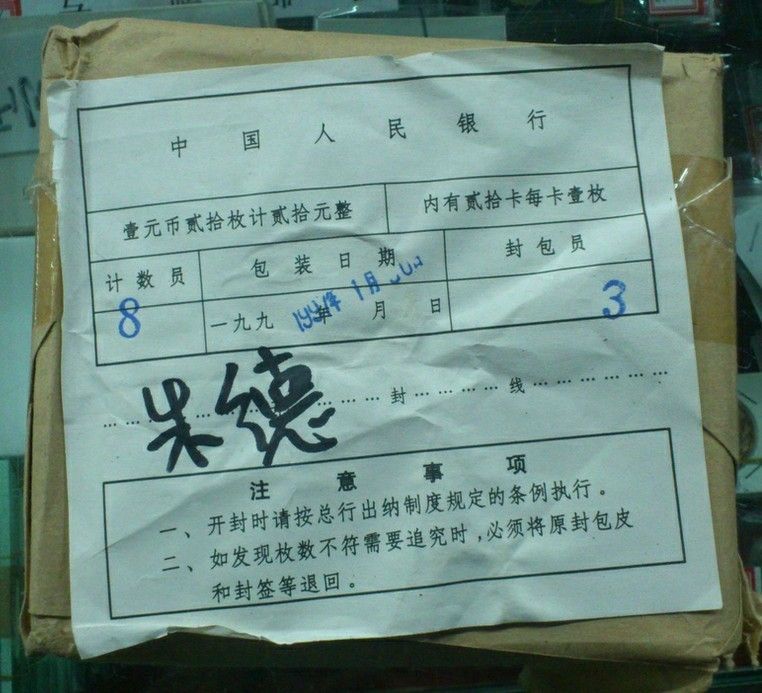 中国人民银行
壹元币贰拾枚计贰拾元整 内有贰拾卡每卡壹枚
计数员 包装日期 封包员
8 一九九 年 月 日 3
1月
朱德
封 线
注意事项
一、开封时请按总行出纳制度规定的条例执行。
二、如发现枚数不符需要追究时,必须将原封包皮
和封签等退回。